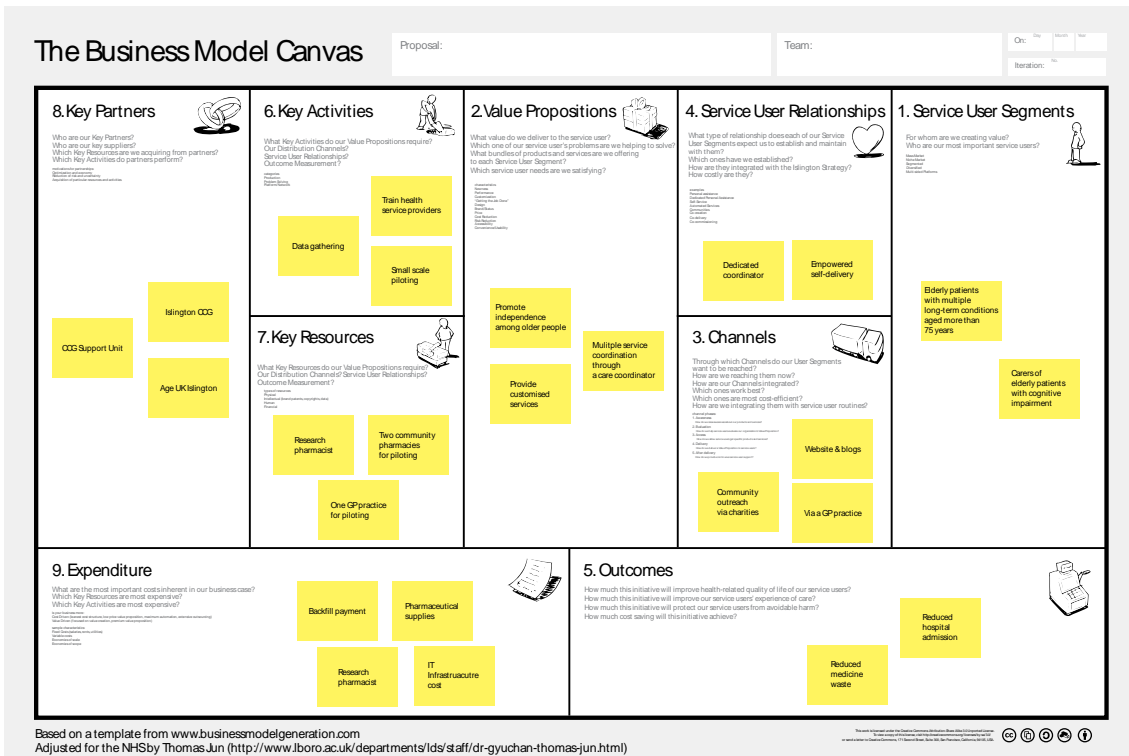 The Business Model Canvas
Proposal:
Team:
On:
Day
Month
Year
Iteration:
No.
8. Key Partners
Who are our Key Partners?
Who are our key suppliers?
Which Key Resources are we acquiring from partners?
Which Key Activities do partners perform?
CCG Support Unit
Islington CCG
Age UK Islington
6. Key Activities
What Key Activities do our Value Propositions require?
Our Distribution Channels?
Service User Relationships?
Outcome Measurement?
Data gathering
Train health
service providers
Small scale
piloting
7. Key Resources
What Key Resources do our Value Propositions require?
Our Distribution Channels? Service User Relationships?
Outcome Measurement?
Research
pharmacist
Two community
pharmacies
for piloting
One GP practice
for piloting
2. Value Propositions
What value do we deliver to the service user?
Which one of our service user's problems are we helping to solve?
What bundles of products and services are we offering
to each Service User Segment?
Which service user needs are we satisfying?
Promote
independence
among older people
Mulitple service
coordination
through
a care coordinator
Provide
customised
services
4. Service User Relationships
What type of relationship does each of our Service
User Segments expect us to establish and maintain
with them?
Which ones have we established?
How are they integrated with the Islington Strategy?
How costly are they?
Dedicated
coordinator
Empowered
self-delivery
3. Channels
Through which Channels do our User Segments
want to be reached?
How are we reaching them now?
How are our Channels integrated?
Which ones work best?
Which ones are most cost-efficient?
How are we integrating them with service user routines?
Website & blogs
Community
outreach
via charities
Via a GP practice
1. Service User Segments
For whom are we creating value?
Who are our most important service users?
Elderly patients
with multiple
long-term conditions
aged more than
75 years
Carers of
elderly patients
with cognitive
impairment
9. Expenditure
What are the most important costs inherent in our business case?
Which Key Resources are most expensive?
Which Key Activities are most expensive?
Backfill payment
Pharmaceutical
supplies
Research
pharmacist
IT
Infrastruacutre
cost
5. Outcomes
How much this initiative will improve health-related quality of life of our service users?
How much this initiative will improve our service users' experience of care?
How much this initiative will protect our service users from avoidable harm?
How much cost saving will this initiative achieve?
Reduced
hospital
admission
Reduced
medicine
waste
Based on a template from www.businessmodelgeneration.com
Adjusted for the NHS by Thomas Jun (http://www.lboro.ac.uk/departments/lds/staff/dr-gyuchan-thomas-jun.html)